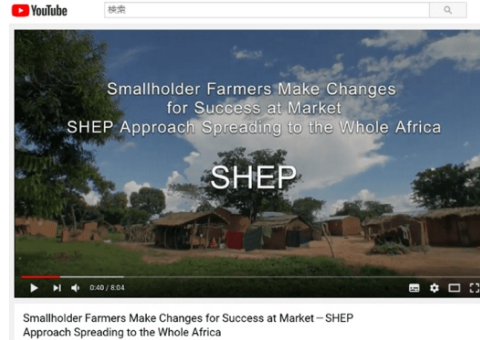 YouTube
検索
Smallholder Farmers Make Changes
for Success at Market
SHEP Approach Spreading to the Whole Africa
SHEP
0:40 / 8:04
Smallholder Farmers Make Changes for Success at Market – SHEP
Approach Spreading to the Whole Africa